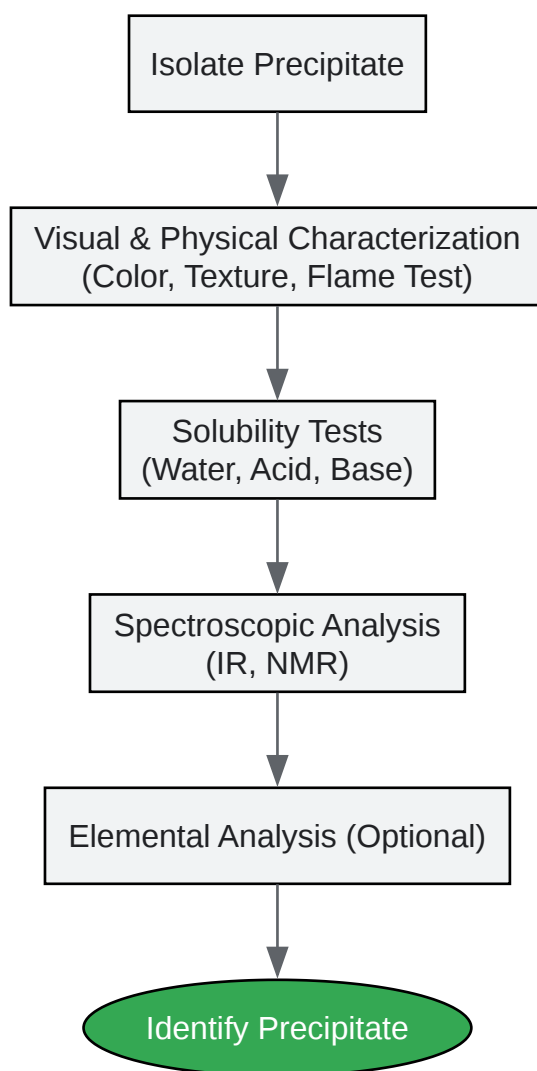 Isolate Precipitate
Visual & Physical Characterization
(Color, Texture, Flame Test)
Solubility Tests
(Water, Acid, Base)
Spectroscopic Analysis
(IR, NMR)
Elemental Analysis (Optional)
Identify Precipitate